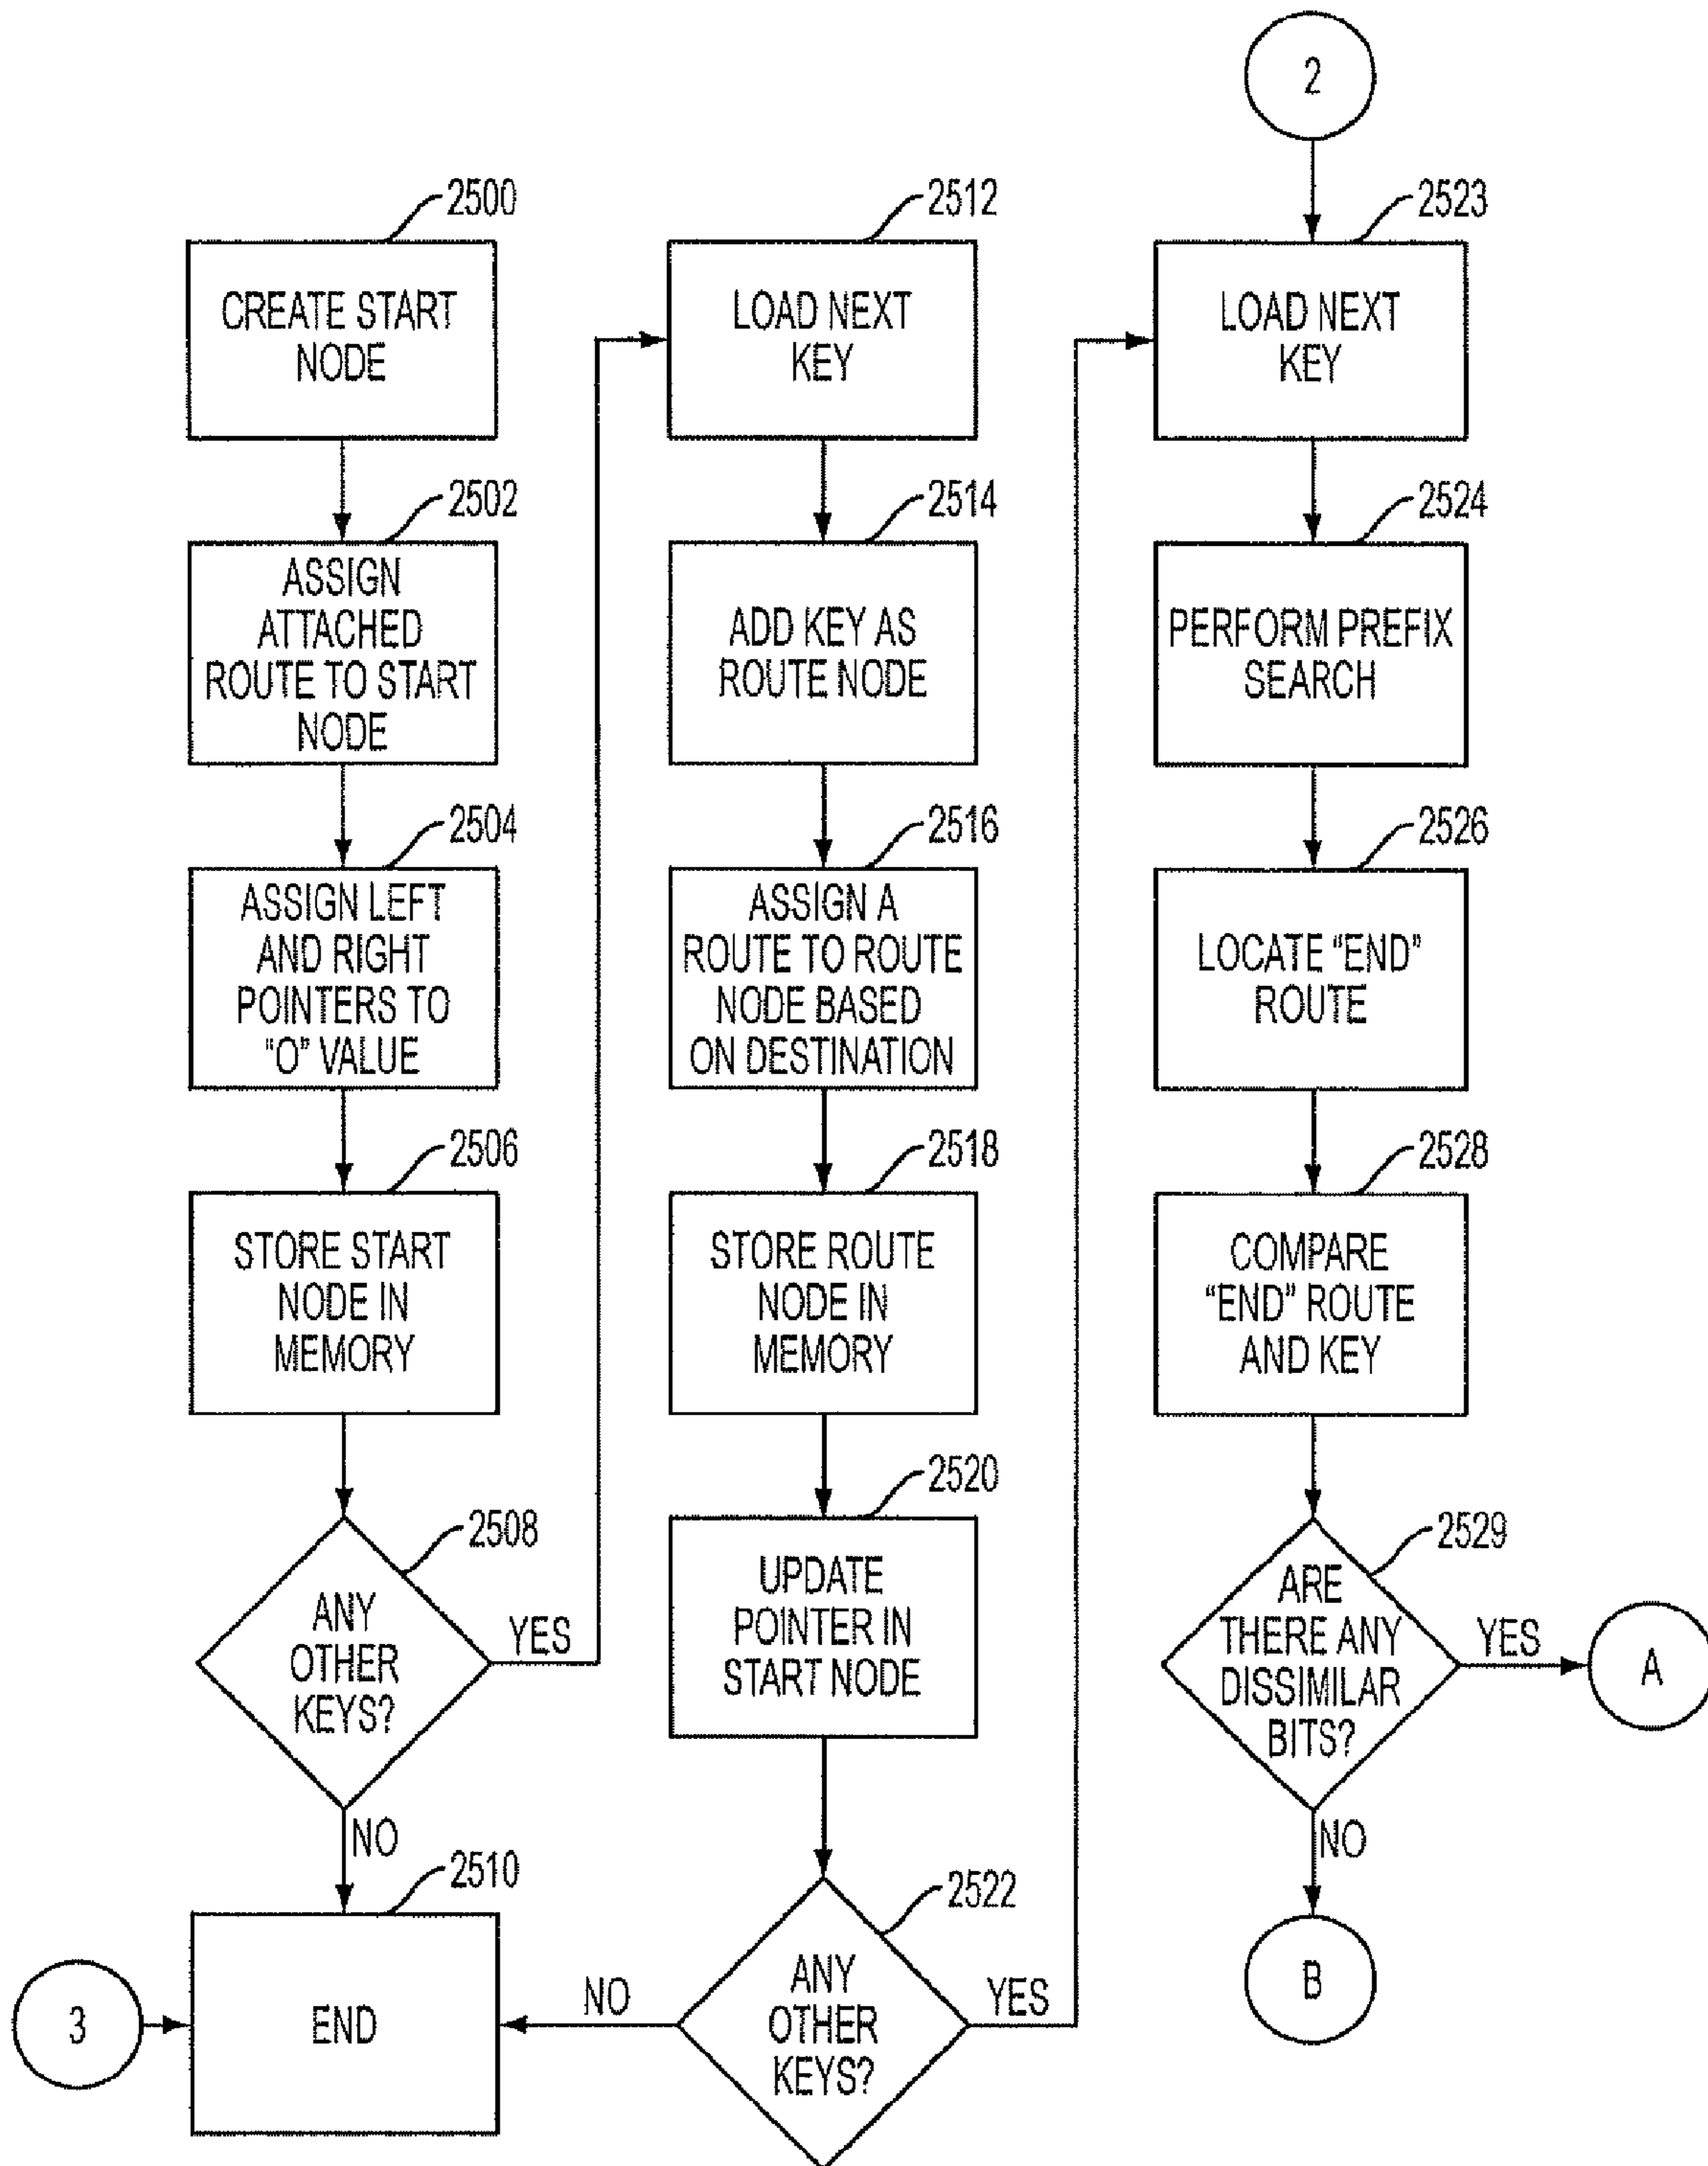 2
2500
CREATE START
NODE
2502
ASSIGN
ATTACHED
ROUTE TO START
NODE
2504
ASSIGN LEFT
AND RIGHT
POINTERS TO
“O” VALUE
2506
STORE START
NODE IN
MEMORY
2508
ANY
OTHER
KEYS?
YES
NO
2510
END
3
2512
LOAD NEXT
KEY
2514
ADD KEY AS
ROUTE NODE
2516
ASSIGN A
ROUTE TO ROUTE
NODE BASED
ON DESTINATION
2518
STORE ROUTE
NODE IN
MEMORY
2520
UPDATE
POINTER IN
START NODE
2522
ANY
OTHER
KEYS?
NO
YES
2523
LOAD NEXT
KEY
2524
PERFORM PREFIX
SEARCH
2526
LOCATE “END”
ROUTE
2528
COMPARE
“END” ROUTE
AND KEY
2529
ARE
THERE ANY
DISSIMILAR
BITS?
YES
A
NO
B